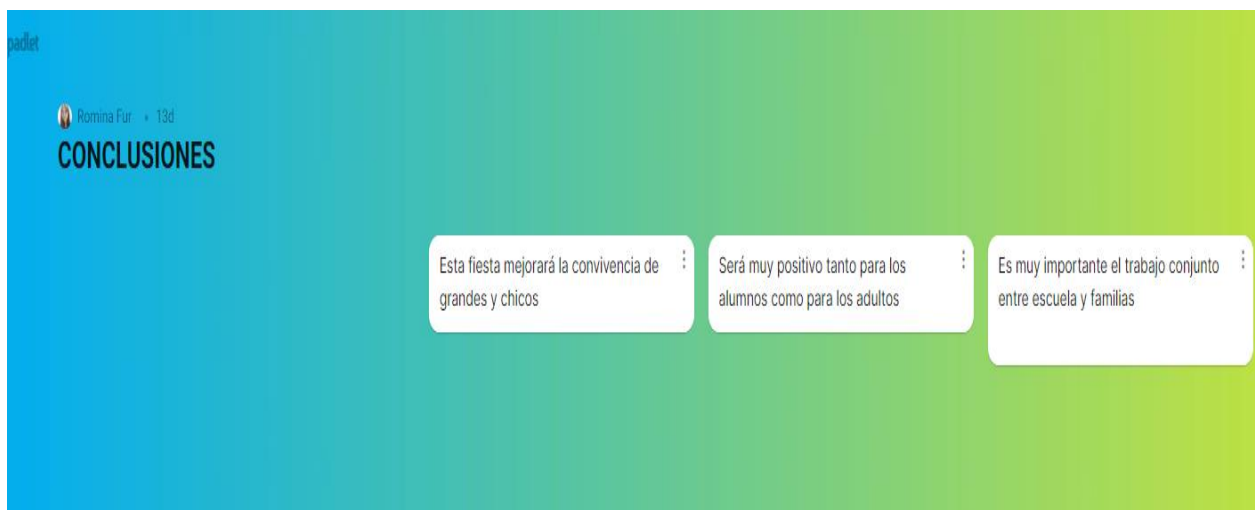 padlet
Romina Fur • 13d
CONCLUSIONES
Esta fiesta mejorará la convivencia de
grandes y chicos
Será muy positivo tanto para los
alumnos como para los adultos
Es muy importante el trabajo conjunto
entre escuela y familias